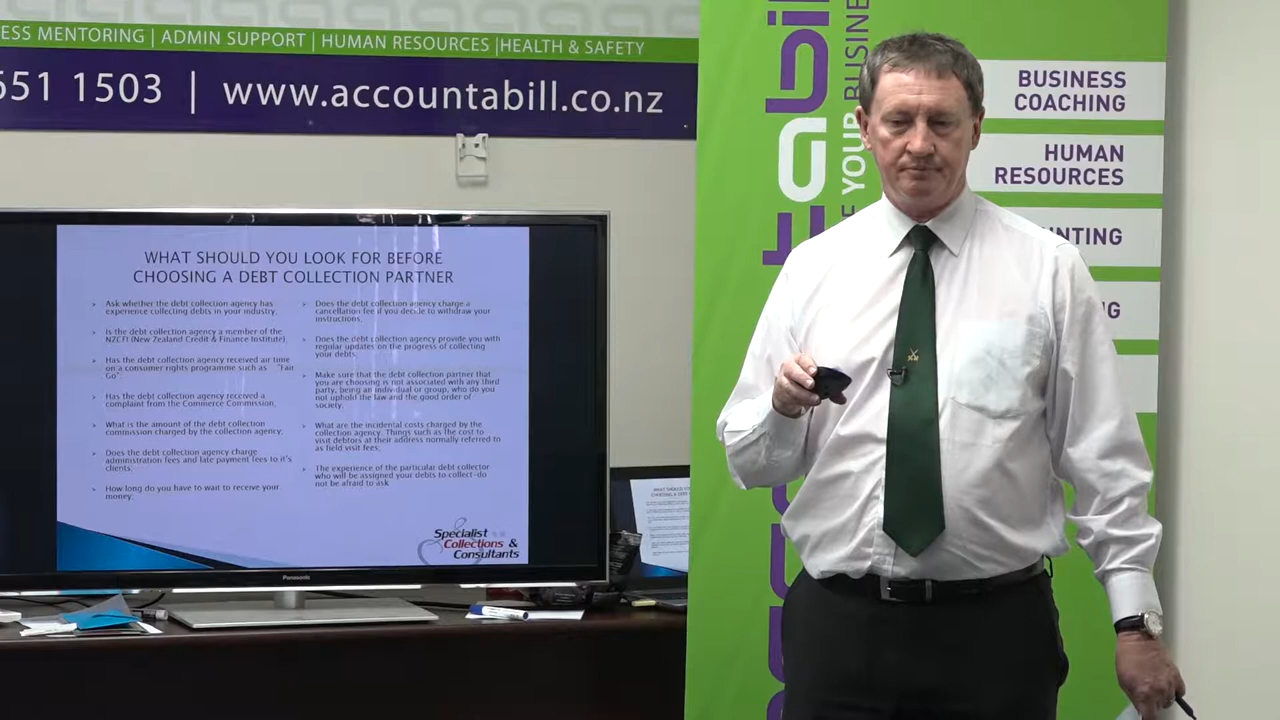 ESS MENTORING | ADMIN SUPPORT | HUMAN RESOURCES |HEALTH & SAFETY
651 1503 | www.accountabill.co.nz
WHAT SHOULD YOU LOOK FOR BEFORE
CHOOSING A DEBT COLLECTION PARTNER
Ask whether the debt collection agency has
experience collecting debts in your industry,
Is the debt collection agency a member of the
NZCFI (New Zealand Credit & Finance Institute),
Has the debt collection agency received air time
on a consumer rights programme such as "Fair
Go";
Has the debt collection agency received a
complaint from the Commerce Commission,
What is the amount of the debt collection
commission charged by the collection agency;
Does the debt collection agency charge
administration fees and late payment fees to it's
clients;
How long do you have to wait to receive your
money;
Does the debt collection agency charge a
cancellation fee if you decide to withdraw your
instructions;
Does the debt collection agency provide you with
regular updates on the progress of collecting
your debts,
Make sure that the debt collection partner that
you are choosing is not associated with any third
party, being an individual or group, who do you
not uphold the law and the good order of
society;
What are the incidental costs charged by the
collection agency. Things such as the cost to
visit debtors at their address normally referred to
as field visit fees;
The experience of the particular debt collector
who will be assigned your debts to collect-do
not be afraid to ask
Specialist
Collections &
Consultants
Panasonic
tabil
E YOUR BUSINE
BUSINESS
COACHING
HUMAN
RESOURCES
UNTING
G